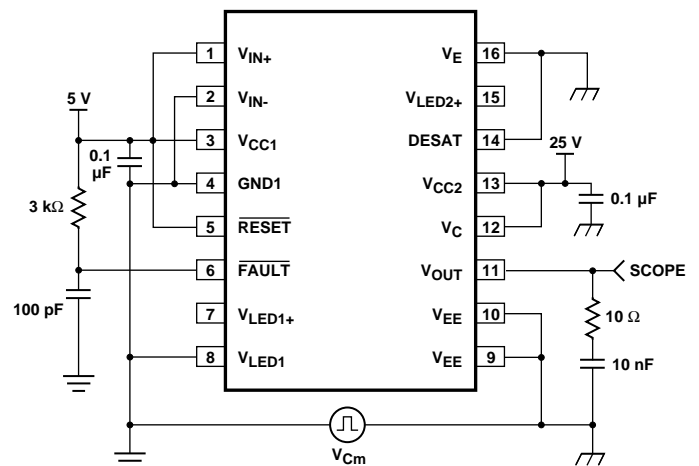 1 V_IN+ V_E 16
2 V_IN- V_LED2+ 15
5 V
3 V_CC1 DESAT 14
25 V
0.1 µF
4 GND1 V_CC2 13
0.1 µF
3 kΩ
5 RESET V_C 12
6 FAULT V_OUT 11 SCOPE
100 pF
7 V_LED1+ V_EE 10
10 Ω
8 V_LED1 V_EE 9
10 nF
V_Cm